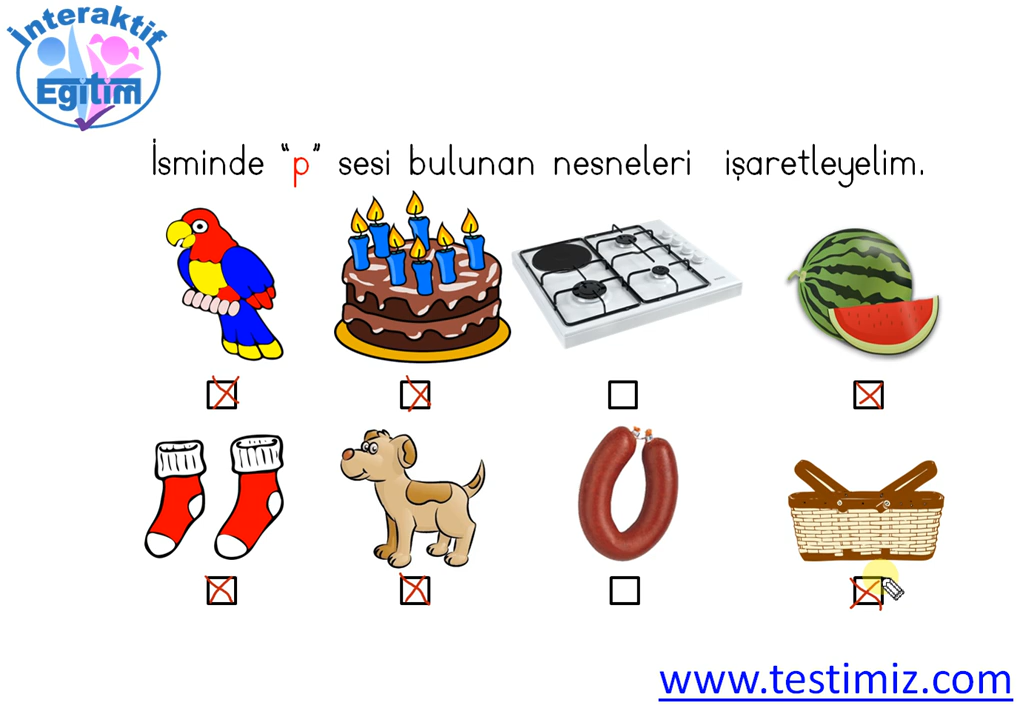 İnteraktif
Eğitim
İsminde “p” sesi bulunan nesneleri işaretleyelim.
www.testimiz.com